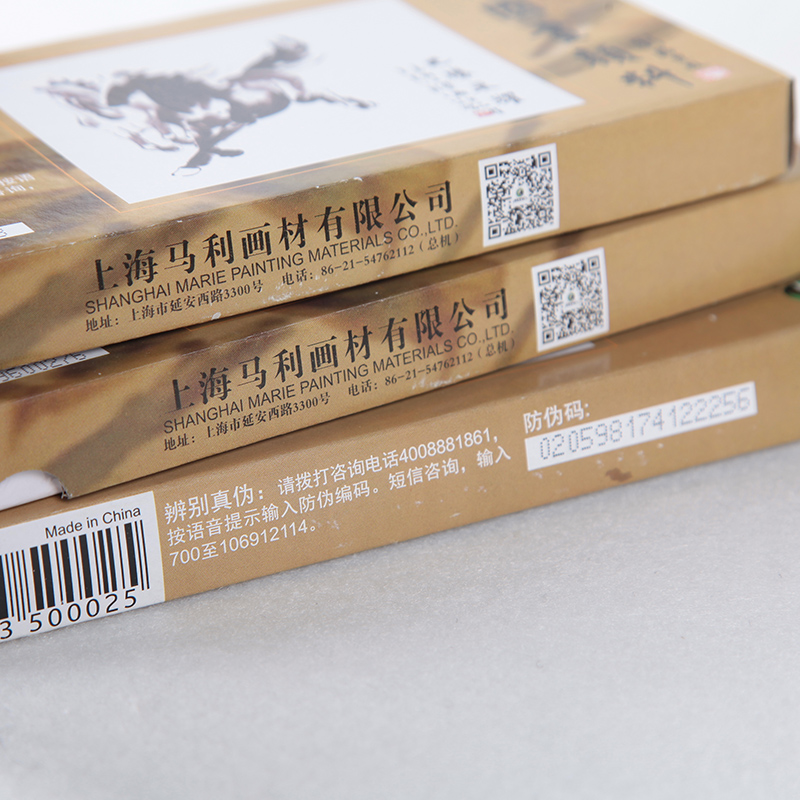 国画颜料
上海马利画材有限公司
SHANGHAI MARIE PAINTING MATERIALS CO.,LTD.
地址：上海市延安西路3300号 电话：86-21-54762112（总机）
上海马利画材有限公司
SHANGHAI MARIE PAINTING MATERIALS CO.,LTD.
地址：上海市延安西路3300号 电话：86-21-54762112（总机）
防伪码：
020598174122256
辨别真伪：请拨打咨询电话4008881861，
按语音提示输入防伪编码。短信咨询，输入
700至106912114。
Made in China
3 500025